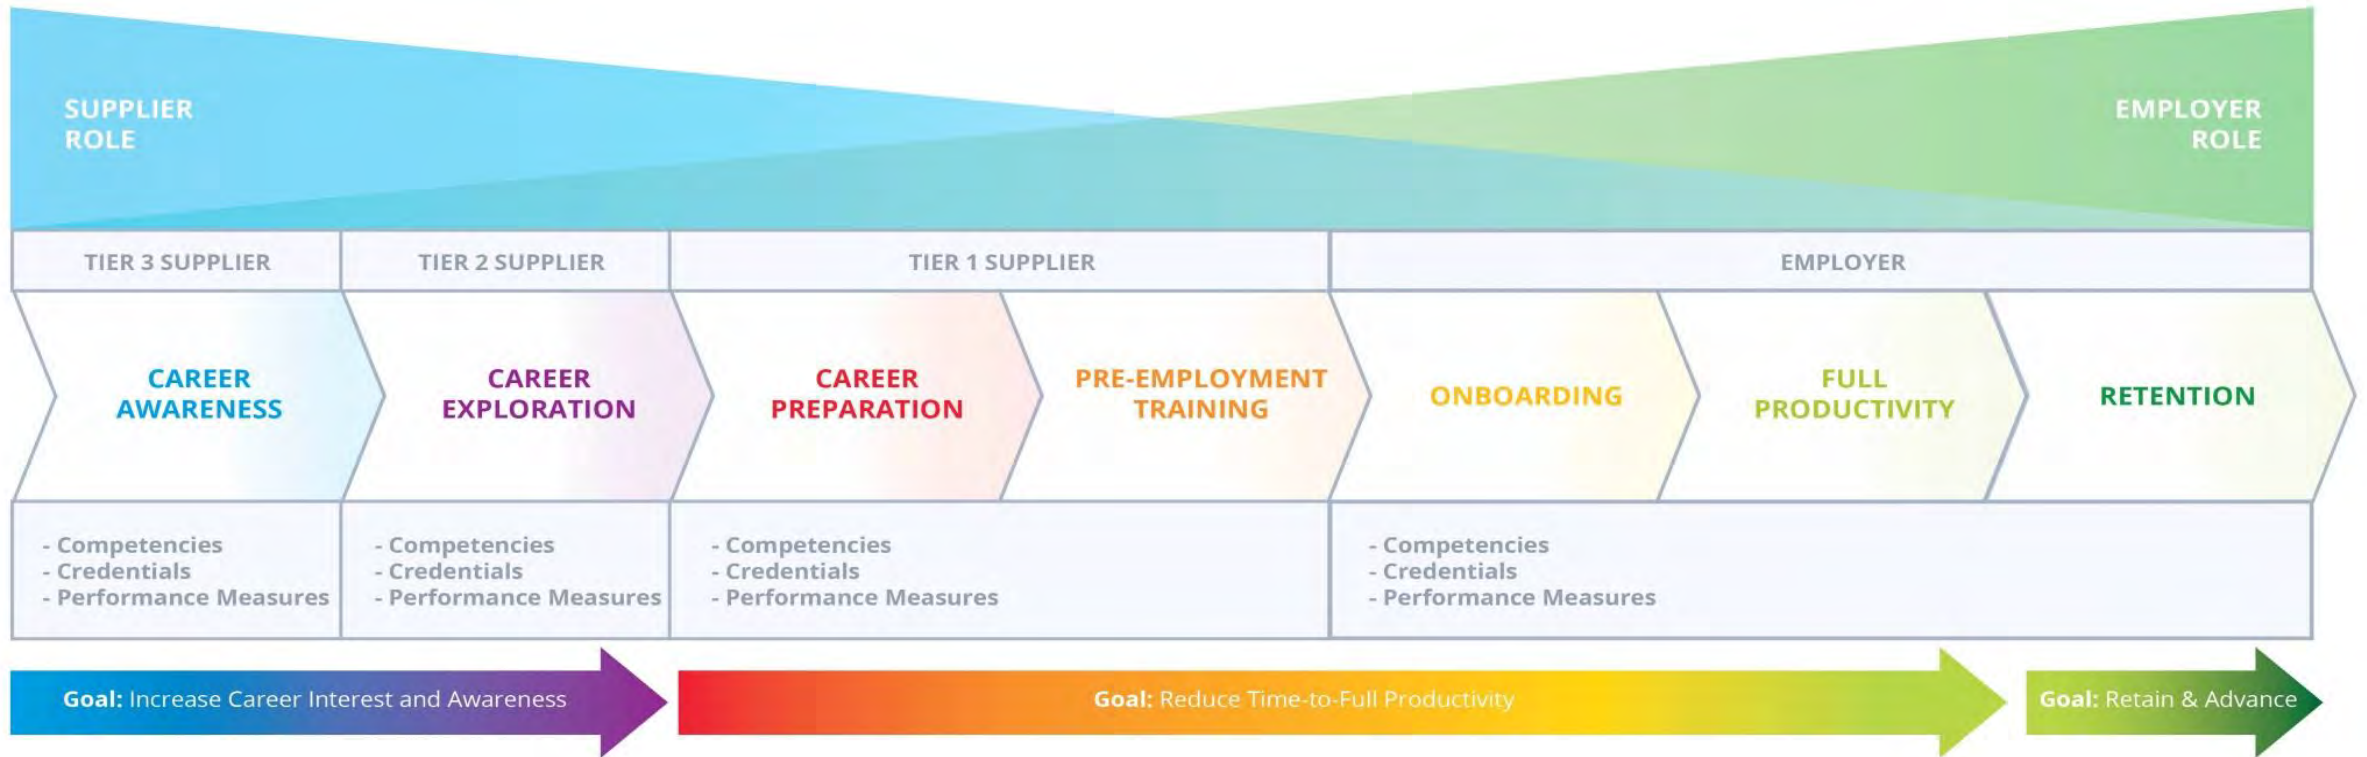 SUPPLIER
ROLE
EMPLOYER
ROLE
TIER 3 SUPPLIER
TIER 2 SUPPLIER
TIER 1 SUPPLIER
EMPLOYER
CAREER
AWARENESS
CAREER
EXPLORATION
CAREER
PREPARATION
PRE-EMPLOYMENT
TRAINING
ONBOARDING
FULL
PRODUCTIVITY
RETENTION
- Competencies
- Credentials
- Performance Measures
- Competencies
- Credentials
- Performance Measures
- Competencies
- Credentials
- Performance Measures
- Competencies
- Credentials
- Performance Measures
Goal: Increase Career Interest and Awareness
Goal: Reduce Time-to-Full Productivity
Goal: Retain & Advance